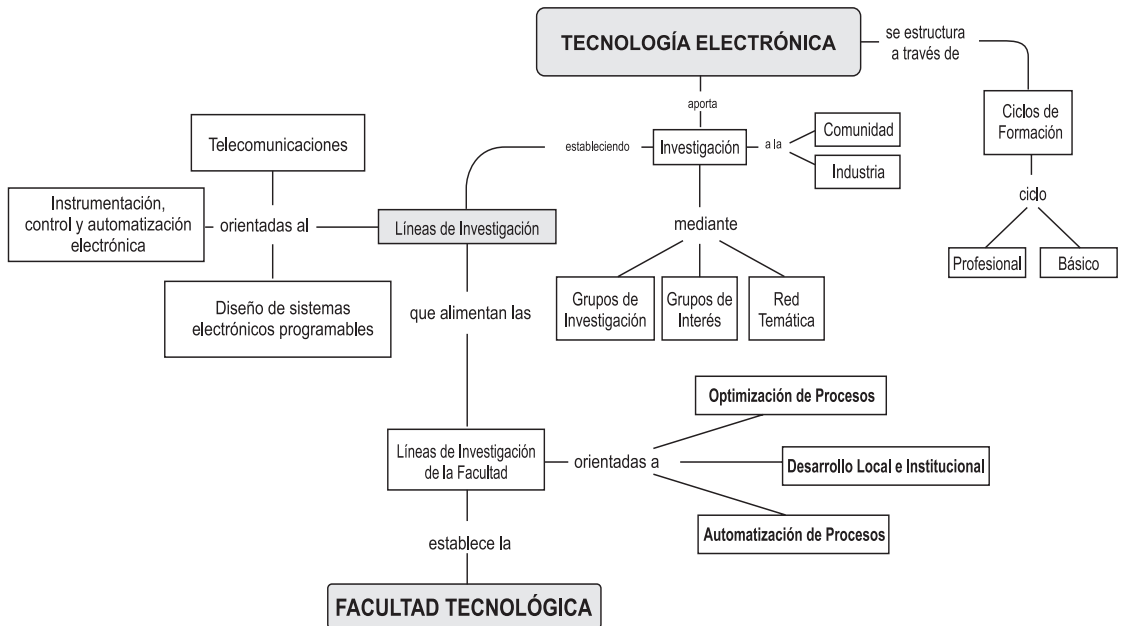 TECNOLOGÍA ELECTRÓNICA
se estructura
a través de
Ciclos de
Formación
ciclo
Profesional
Básico
aporta
Investigación
a la
Comunidad
Industria
estableciendo
mediante
Grupos de
Investigación
Grupos de
Interés
Red
Temática
Líneas de Investigación
orientadas al
Telecomunicaciones
Instrumentación,
control y automatización
electrónica
Diseño de sistemas
electrónicos programables
que alimentan las
Líneas de Investigación
de la Facultad
orientadas a
Optimización de Procesos
Desarrollo Local e Institucional
Automatización de Procesos
establece la
FACULTAD TECNOLÓGICA